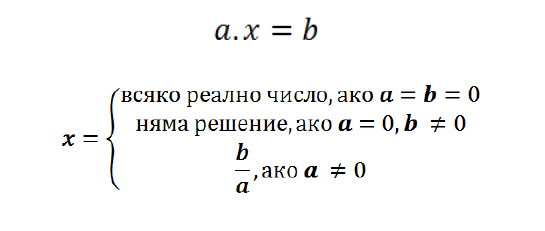 a.x = b
всяко реално число, ако a = b = 0
няма решение, ако a = 0, b ≠ 0
x = { b/a, ако a ≠ 0